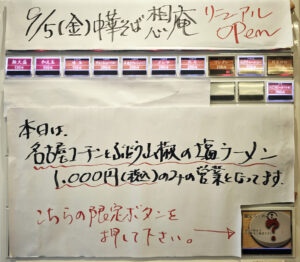 9/5(金)中華そば 想庵 リニューアル
open
本日は、
名古屋コーチンとぶどう山椒の塩ラーメン
1,000円(税込)のみの営業となってます。
こちらの限定ボタンを
押して下さい。→
?